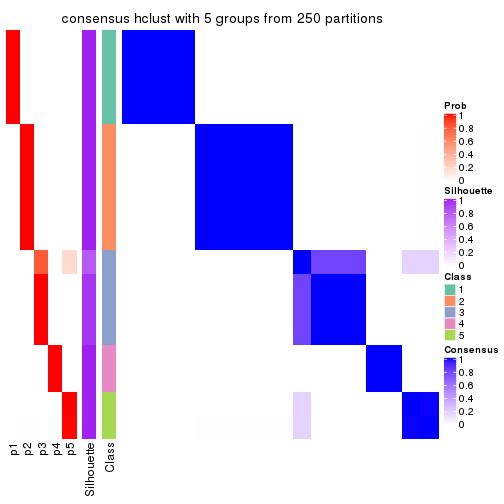 consensus hclust with 5 groups from 250 partitions
Prob
1
0.8
0.6
0.4
0.2
0
Silhouette
1
0.8
0.6
0.4
0.2
0
Class
1
2
3
4
5
Consensus
1
0.8
0.6
0.4
0.2
0
p1
p2
p3
p4
p5
Silhouette
Class